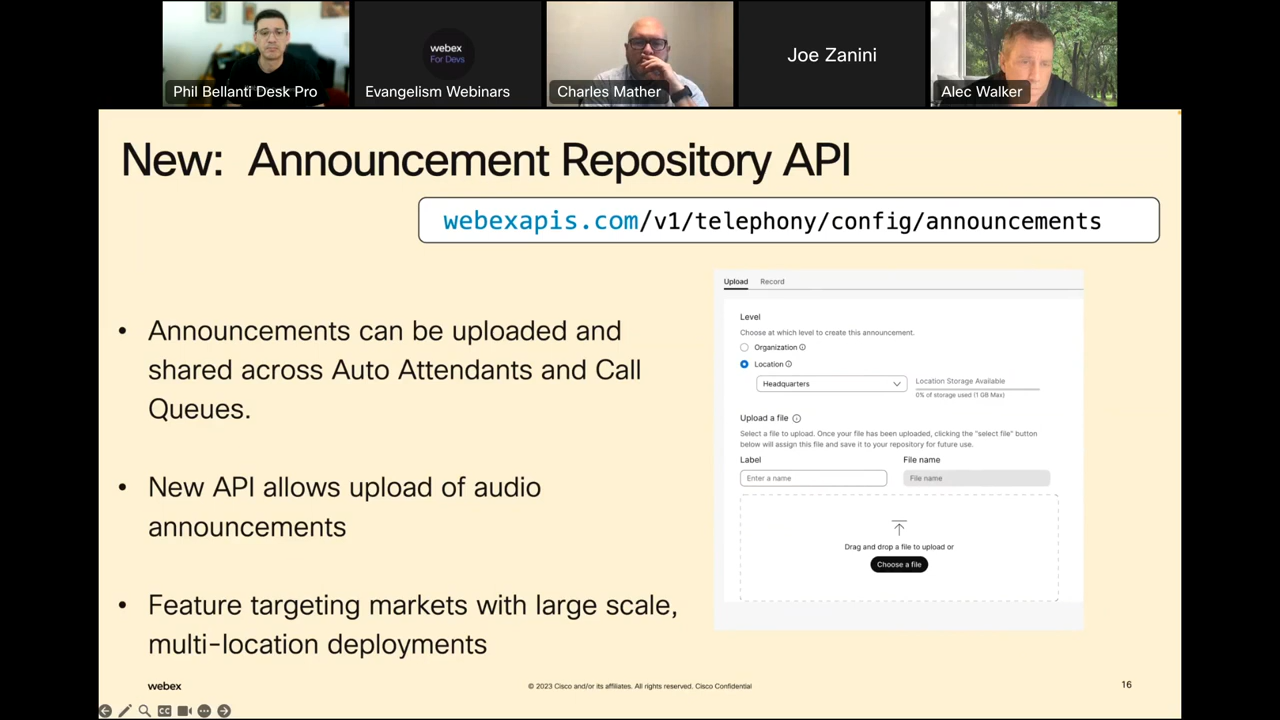 webex
For Devs
Joe Zanini
Phil Bellanti Desk Pro
Evangelism Webinars
Charles Mather
Alec Walker
New: Announcement Repository API
webexapis.com/v1/telephony/config/announcements
• Announcements can be uploaded and
shared across Auto Attendants and Call
Queues.
• New API allows upload of audio
announcements
• Feature targeting markets with large scale,
multi-location deployments
Upload Record
Level
Choose at which level to create this announcement.
Organization
Location
Headquarters
Location Storage Available
0% of storage used (1 GB Max)
Upload a file
Select a file to upload. Once your file has been uploaded, clicking the "select file" button
below will assign this file and save it to your repository for future use.
Label File name
Enter a name File name
Drag and drop a file to upload or
Choose a file
webex
© 2023 Cisco and/or its affiliates. All rights reserved. Cisco Confidential
16
CC